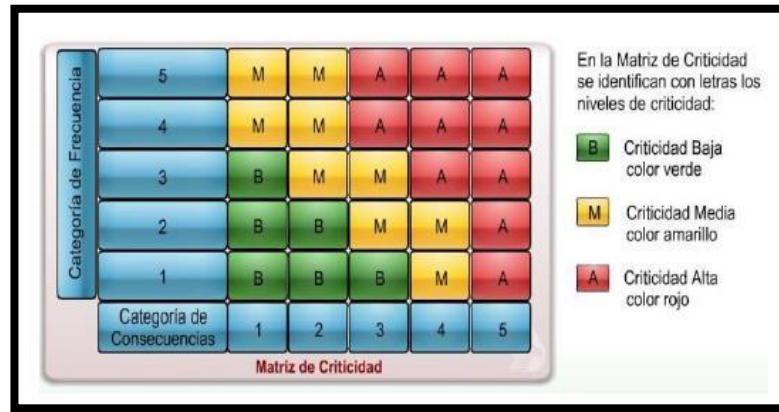 Categoría de Frecuencia
5 M M A A A
4 M M A A A
3 B M M A A
2 B B M M A
1 B B B M A
Categoría de
Consecuencias
1 2 3 4 5
Matriz de Criticidad
En la Matriz de Criticidad
se identifican con letras los
niveles de criticidad:
B Criticidad Baja
color verde
M Criticidad Media
color amarillo
A Criticidad Alta
color rojo